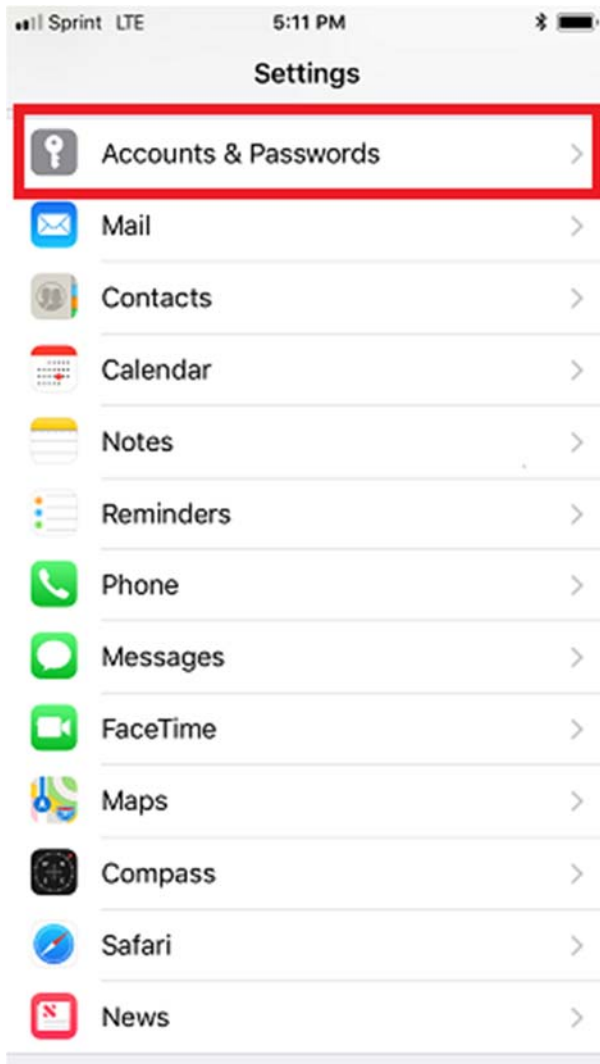 Sprint LTE 5:11 PM
Settings
Accounts & Passwords
Mail
Contacts
Calendar
Notes
Reminders
Phone
Messages
FaceTime
Maps
Compass
Safari
News